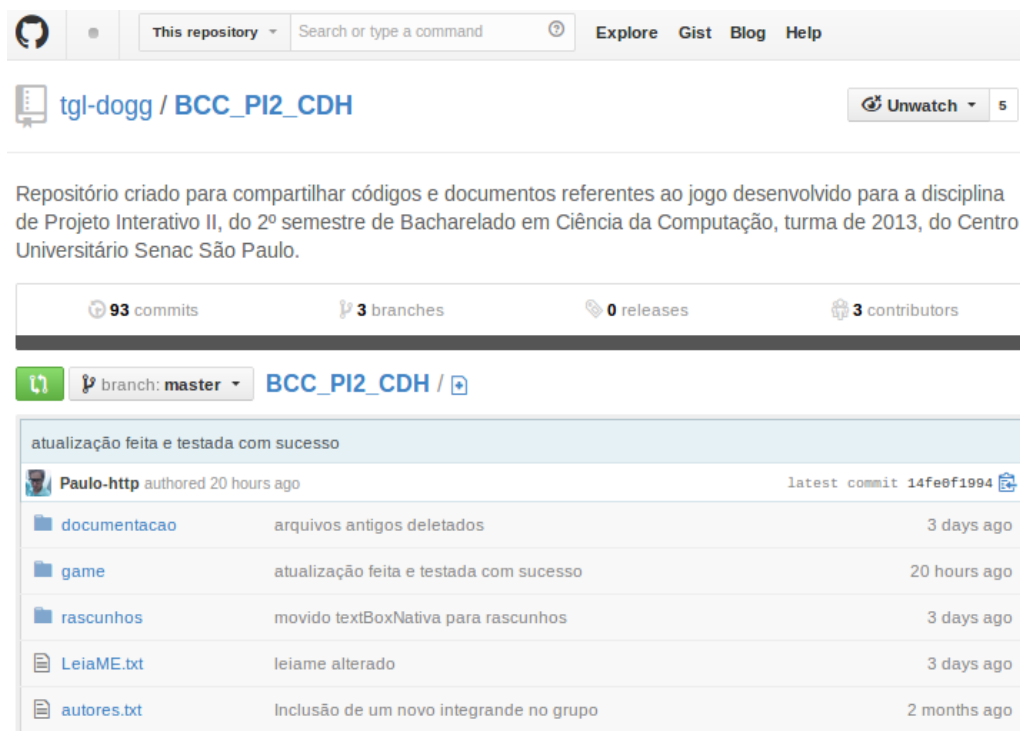 This repository Search or type a command Explore Gist Blog Help
tgl-dogg / BCC_PI2_CDH Unwatch 5
Repositório criado para compartilhar códigos e documentos referentes ao jogo desenvolvido para a disciplina
de Projeto Interativo II, do 2º semestre de Bacharelado em Ciência da Computação, turma de 2013, do Centro
Universitário Senac São Paulo.
93 commits 3 branches 0 releases 3 contributors
branch: master BCC_PI2_CDH /
atualização feita e testada com sucesso
Paulo-http authored 20 hours ago latest commit 14fe0f1994
documentacao arquivos antigos deletados 3 days ago
game atualização feita e testada com sucesso 20 hours ago
rascunhos movido textBoxNativa para rascunhos 3 days ago
LeiaME.txt leiame alterado 3 days ago
autores.txt Inclusão de um novo integrande no grupo 2 months ago